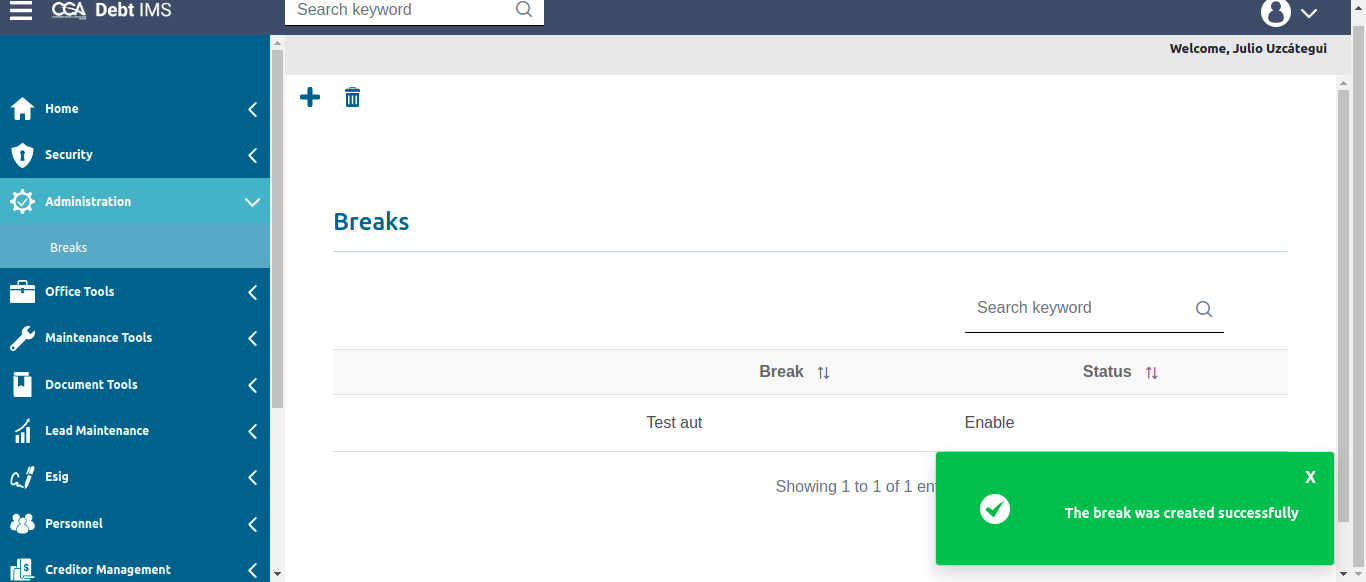 CGA Debt IMS
Search keyword
Welcome, Julio Uzcátegui
Home
Security
Administration
Breaks
Office Tools
Maintenance Tools
Document Tools
Lead Maintenance
Esig
Personnel
Creditor Management
Breaks
Search keyword
Break Status
Test aut Enable
Showing 1 to 1 of 1 en
X
The break was created successfully